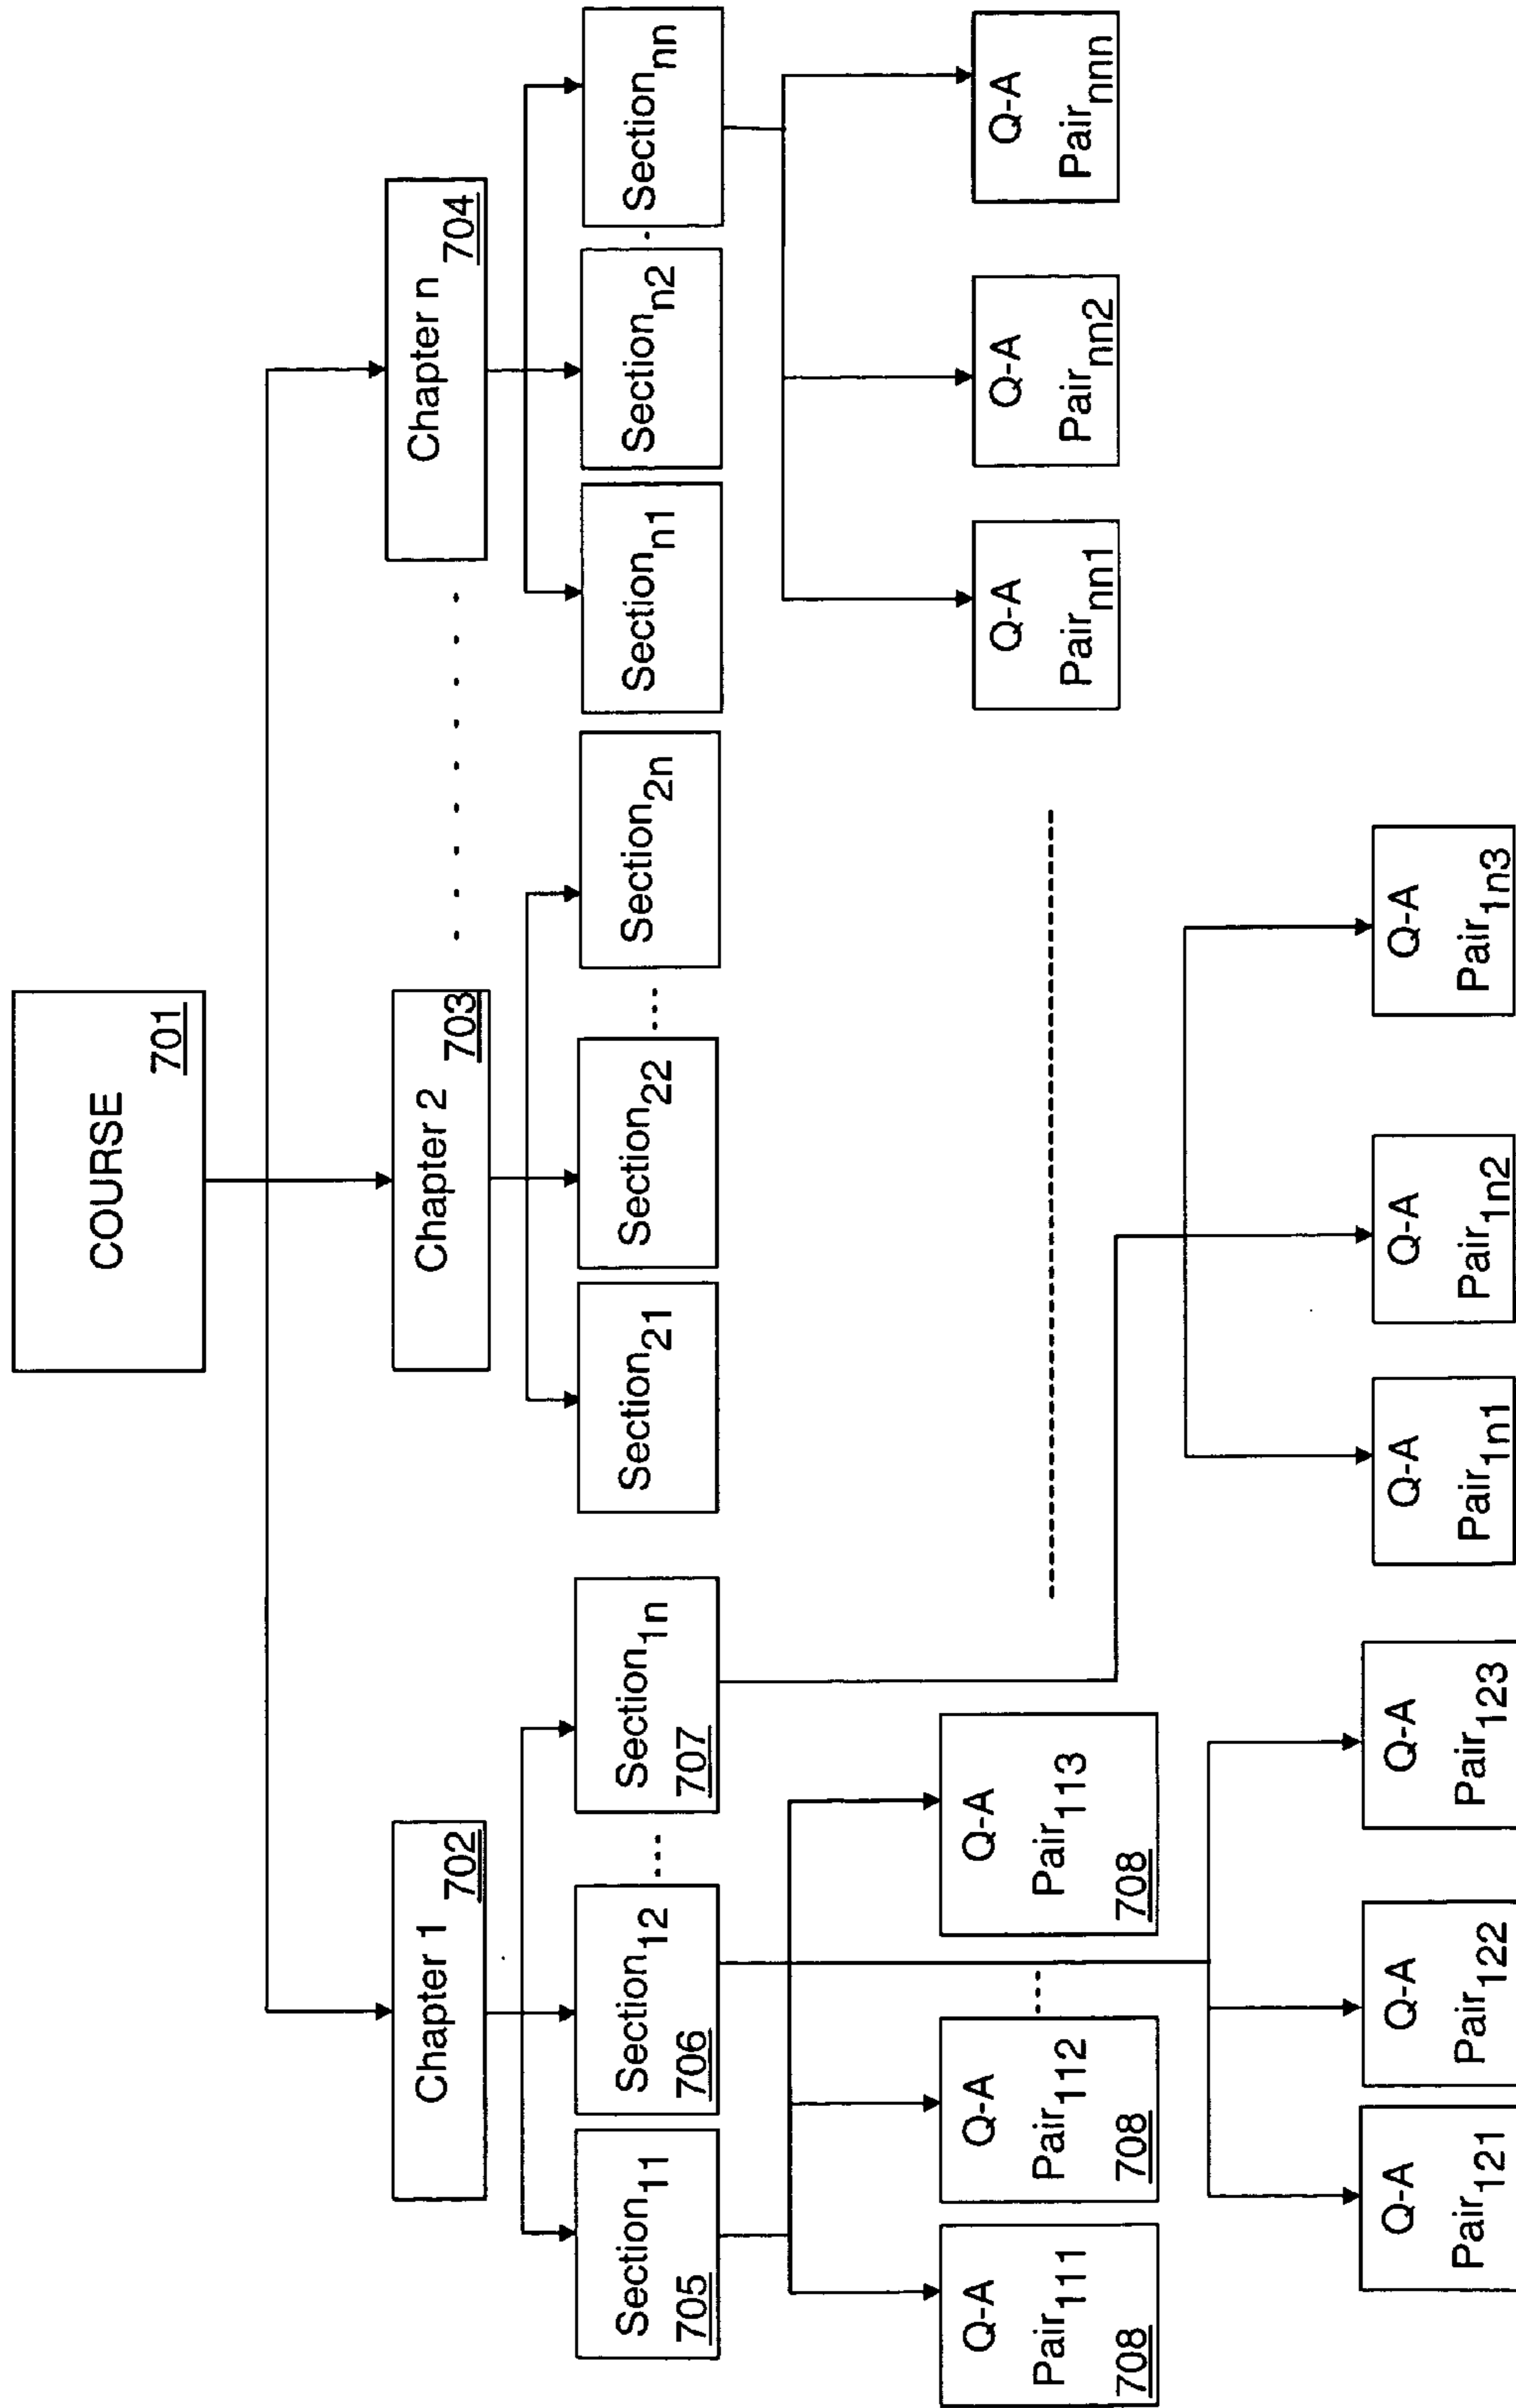 COURSE
701
Chapter 1
702
Chapter 2
703
. . . . . . . . .
Chapter n
704
Section11
705
Section12
706
...
Section1n
707
Section21
Section22
...
Section2n
Sectionn1
Sectionn2
.
Sectionnn
Q-A
Pair111
708
Q-A
Pair112
708
...
Q-A
Pair113
708
Q-A
Pairnn1
Q-A
Pairnn2
Q-A
Pairnnn
Q-A
Pair121
Q-A
Pair122
Q-A
Pair123
Q-A
Pair1n1
Q-A
Pair1n2
Q-A
Pair1n3